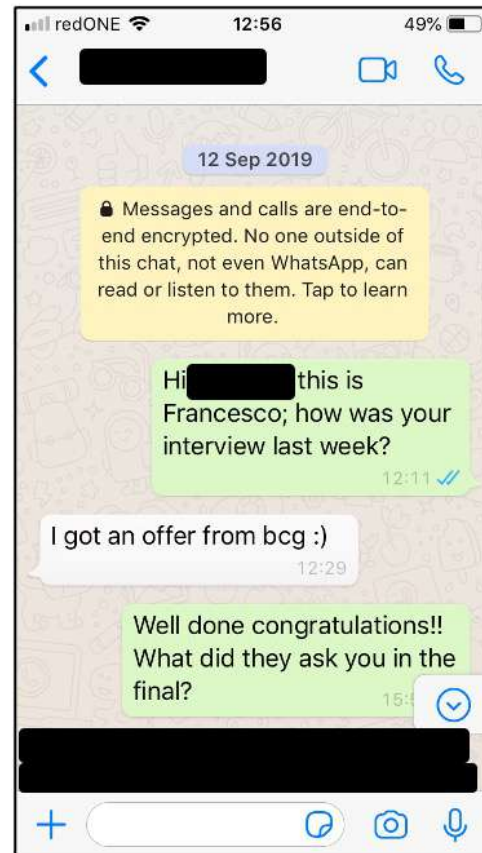 redONE 12:56 49%
12 Sep 2019
Messages and calls are end-to-
end encrypted. No one outside of
this chat, not even WhatsApp, can
read or listen to them. Tap to learn
more.
Hi this is
Francesco; how was your
interview last week?
12:11
I got an offer from bcg :)
12:29
Well done congratulations!!
What did they ask you in the
final?